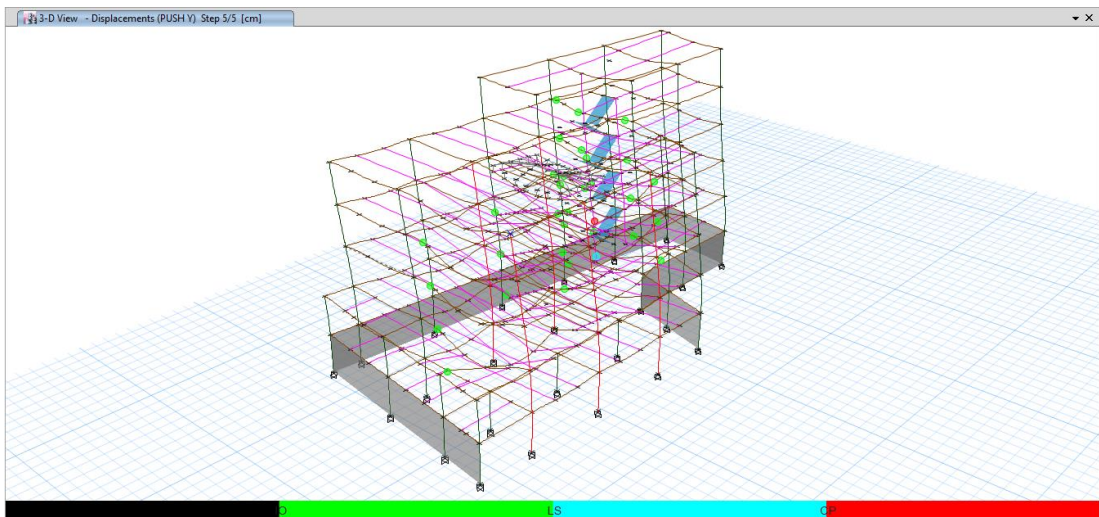 3-D View - Displacements (PUSH Y) Step 5/5 [cm]
IO LS CP